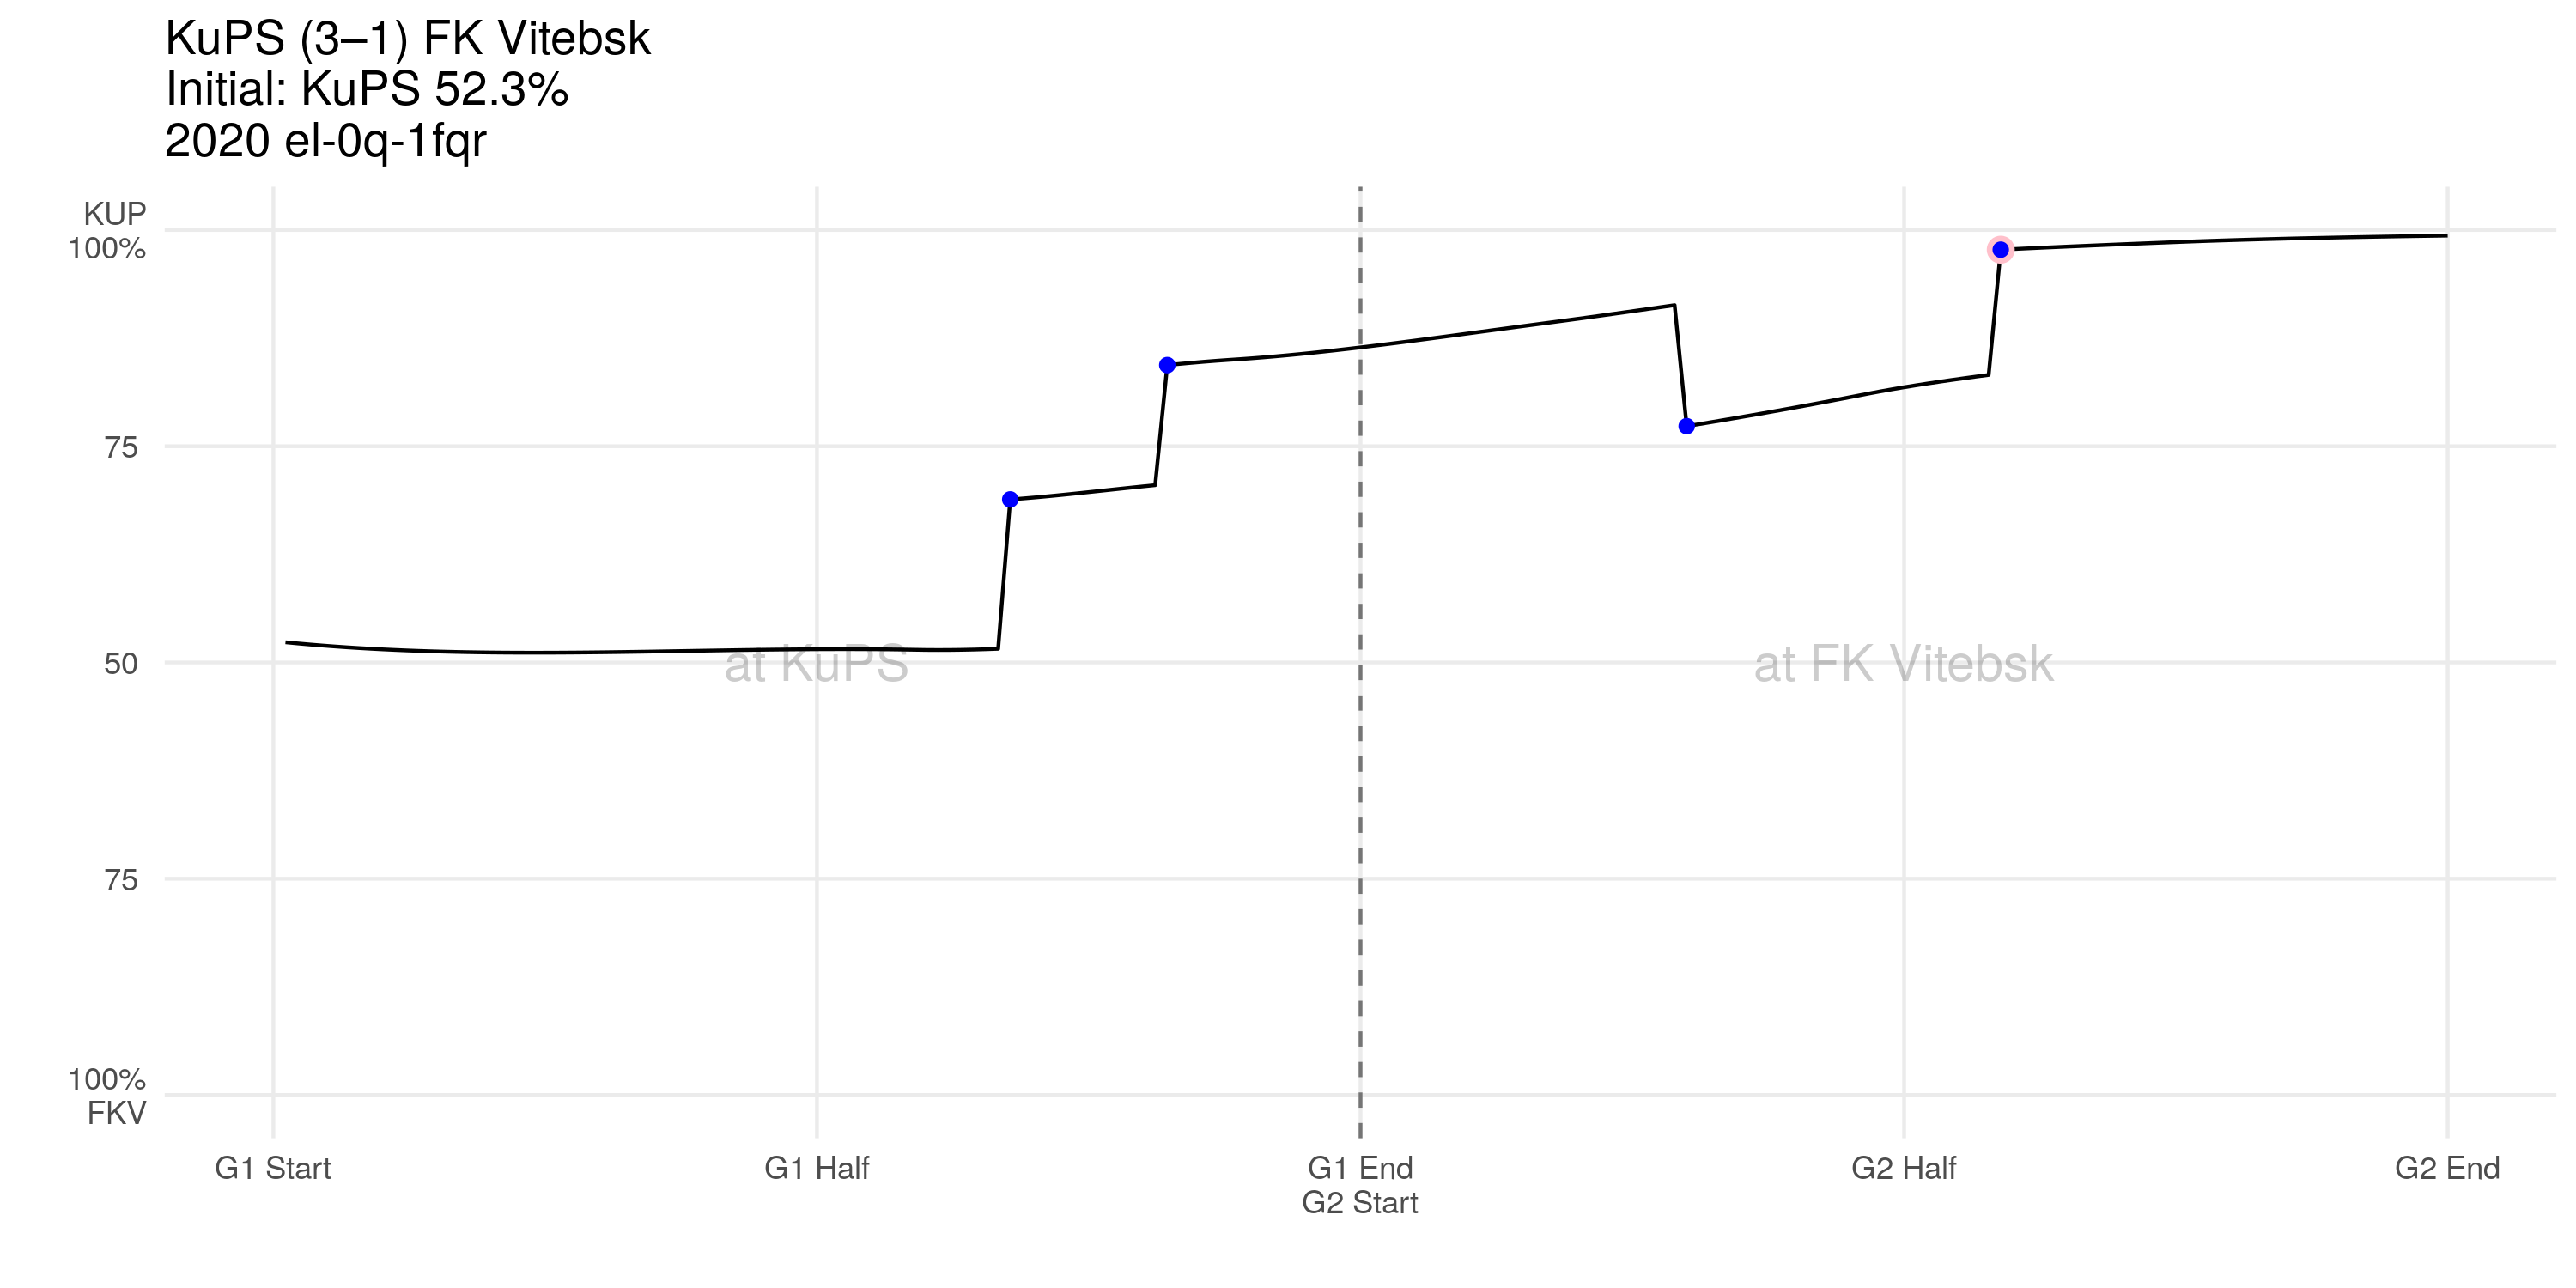 KuPS (3–1) FK Vitebsk
Initial: KuPS 52.3%
2020 el-0q-1fqr
KUP
100%
75
50
75
100%
FKV
at KuPS
at FK Vitebsk
G1 Start
G1 Half
G1 End
G2 Start
G2 Half
G2 End